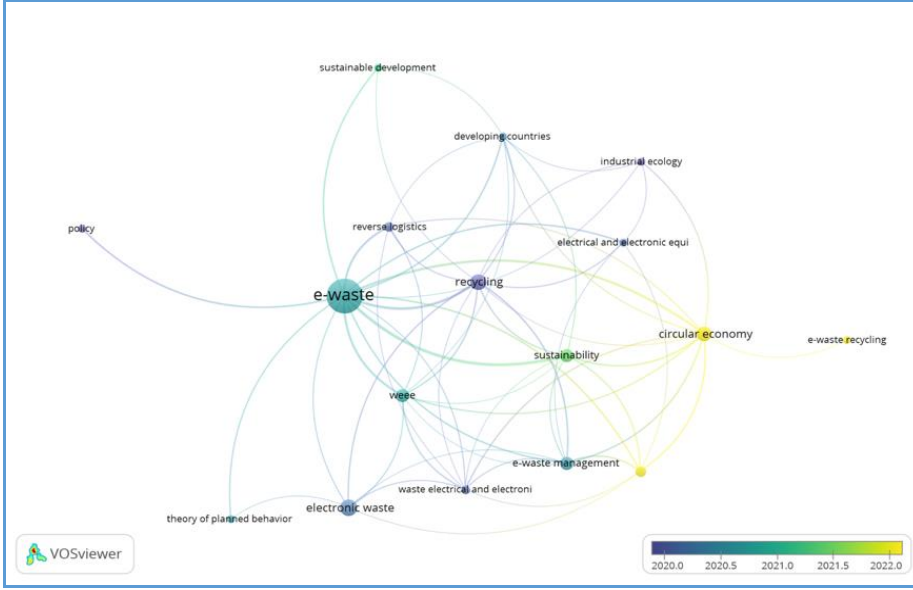 sustainable development
developing countries
industrial ecology
policy
reverse logistics
electrical and electronic equi
recycling
e-waste
circular economy
e-waste recycling
sustainability
weee
e-waste management
waste electrical and electroni
electronic waste
theory of planned behavior
VOSviewer
2020.0 2020.5 2021.0 2021.5 2022.0